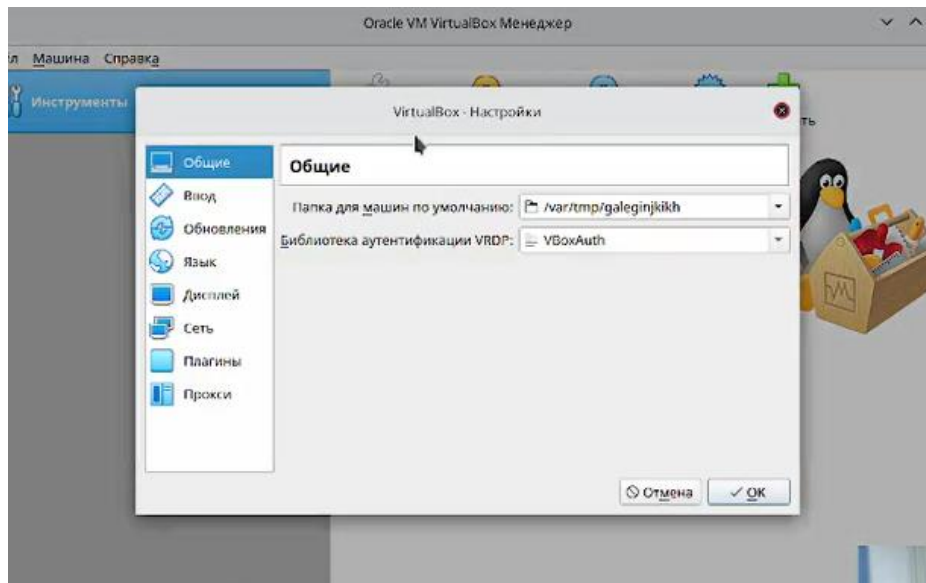 Oracle VM VirtualBox Менеджер
л Машина Справка
Инструменты
ть
VirtualBox - Настройки
Общие
Ввод
Обновления
Язык
Дисплей
Сеть
Плагины
Прокси
Общие
Папка для машин по умолчанию: /var/tmp/galeginjkikh
Библиотека аутентификации VRDP: VBoxAuth
Отмена
OK